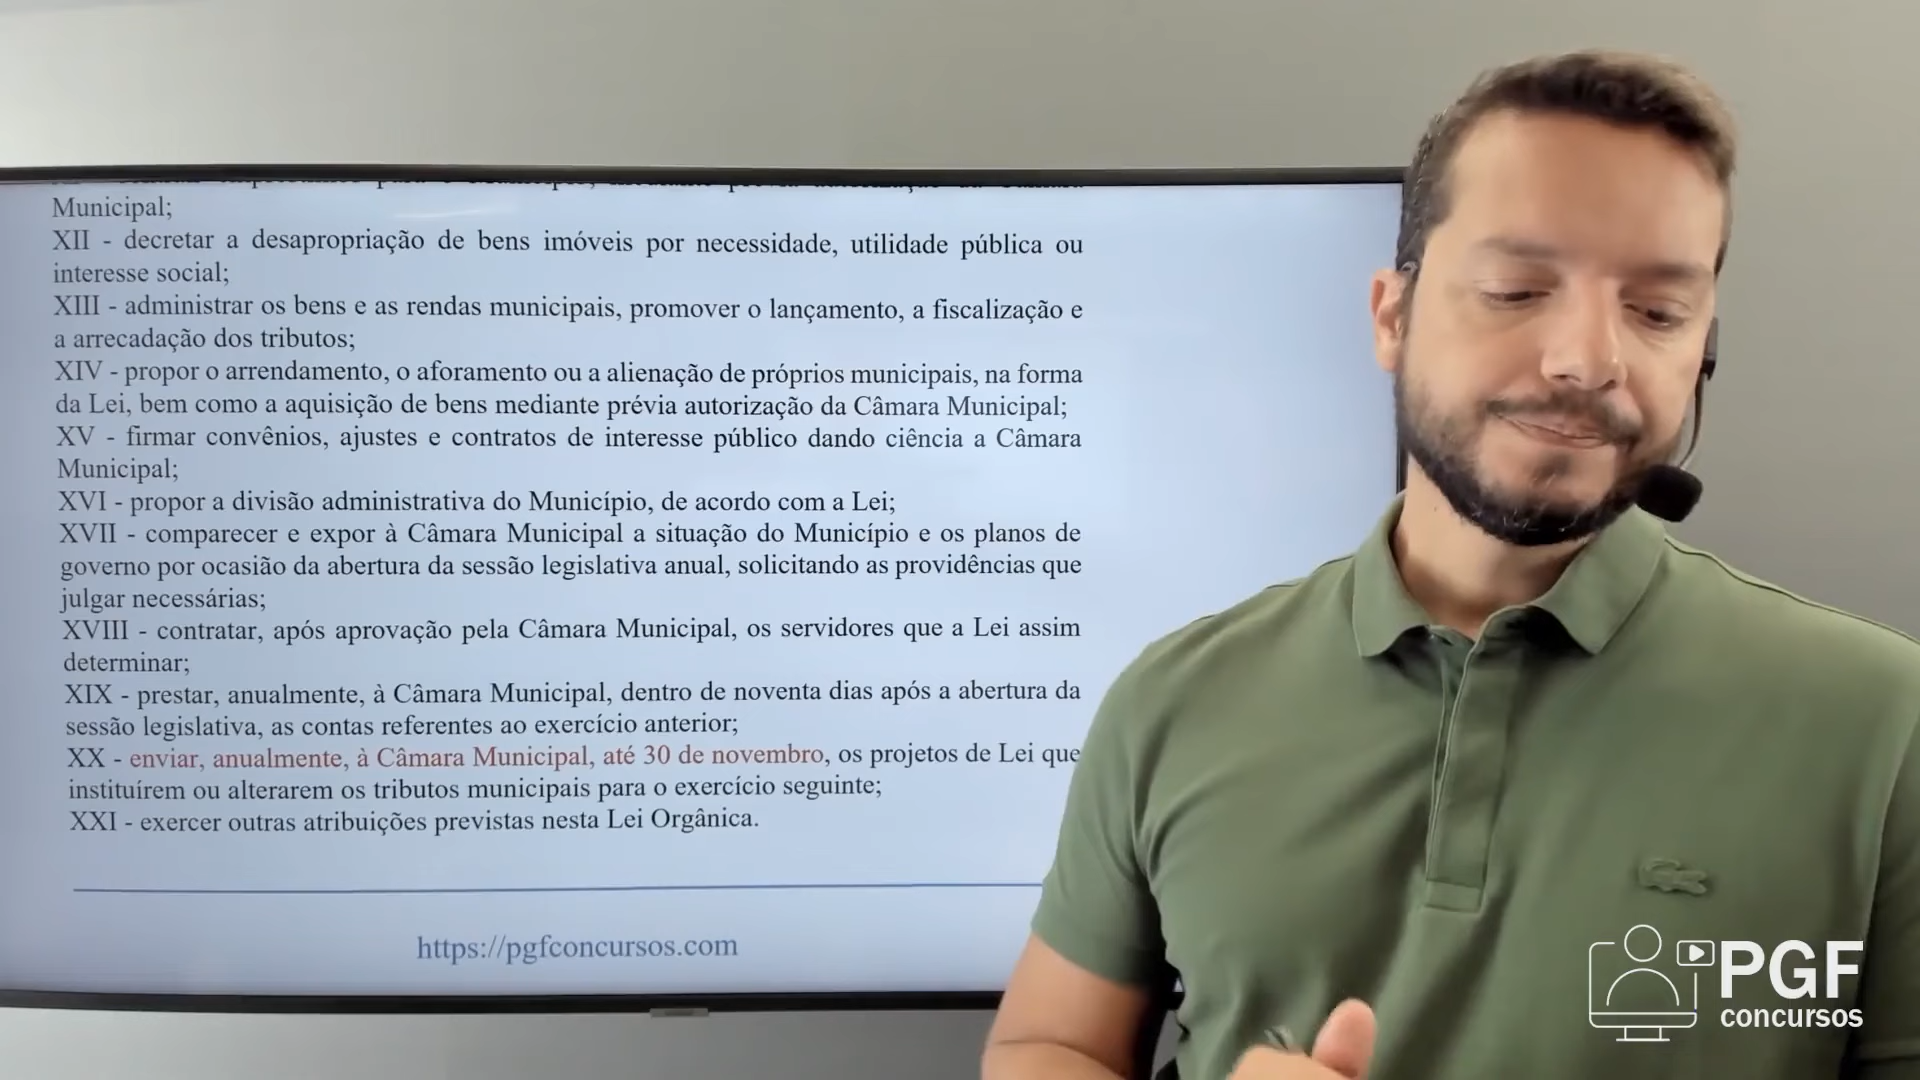 Municipal;
XII - decretar a desapropriação de bens imóveis por necessidade, utilidade pública ou
interesse social;
XIII - administrar os bens e as rendas municipais, promover o lançamento, a fiscalização e
a arrecadação dos tributos;
XIV - propor o arrendamento, o aforamento ou a alienação de próprios municipais, na forma
da Lei, bem como a aquisição de bens mediante prévia autorização da Câmara Municipal;
XV - firmar convênios, ajustes e contratos de interesse público dando ciência a Câmara
Municipal;
XVI - propor a divisão administrativa do Município, de acordo com a Lei;
XVII - comparecer e expor à Câmara Municipal a situação do Município e os planos de
governo por ocasião da abertura da sessão legislativa anual, solicitando as providências que
julgar necessárias;
XVIII - contratar, após aprovação pela Câmara Municipal, os servidores que a Lei assim
determinar;
XIX - prestar, anualmente, à Câmara Municipal, dentro de noventa dias após a abertura da
sessão legislativa, as contas referentes ao exercício anterior;
XX - enviar, anualmente, à Câmara Municipal, até 30 de novembro, os projetos de Lei que
instituírem ou alterarem os tributos municipais para o exercício seguinte;
XXI - exercer outras atribuições previstas nesta Lei Orgânica.
https://pgfconcursos.com
PGF
concursos